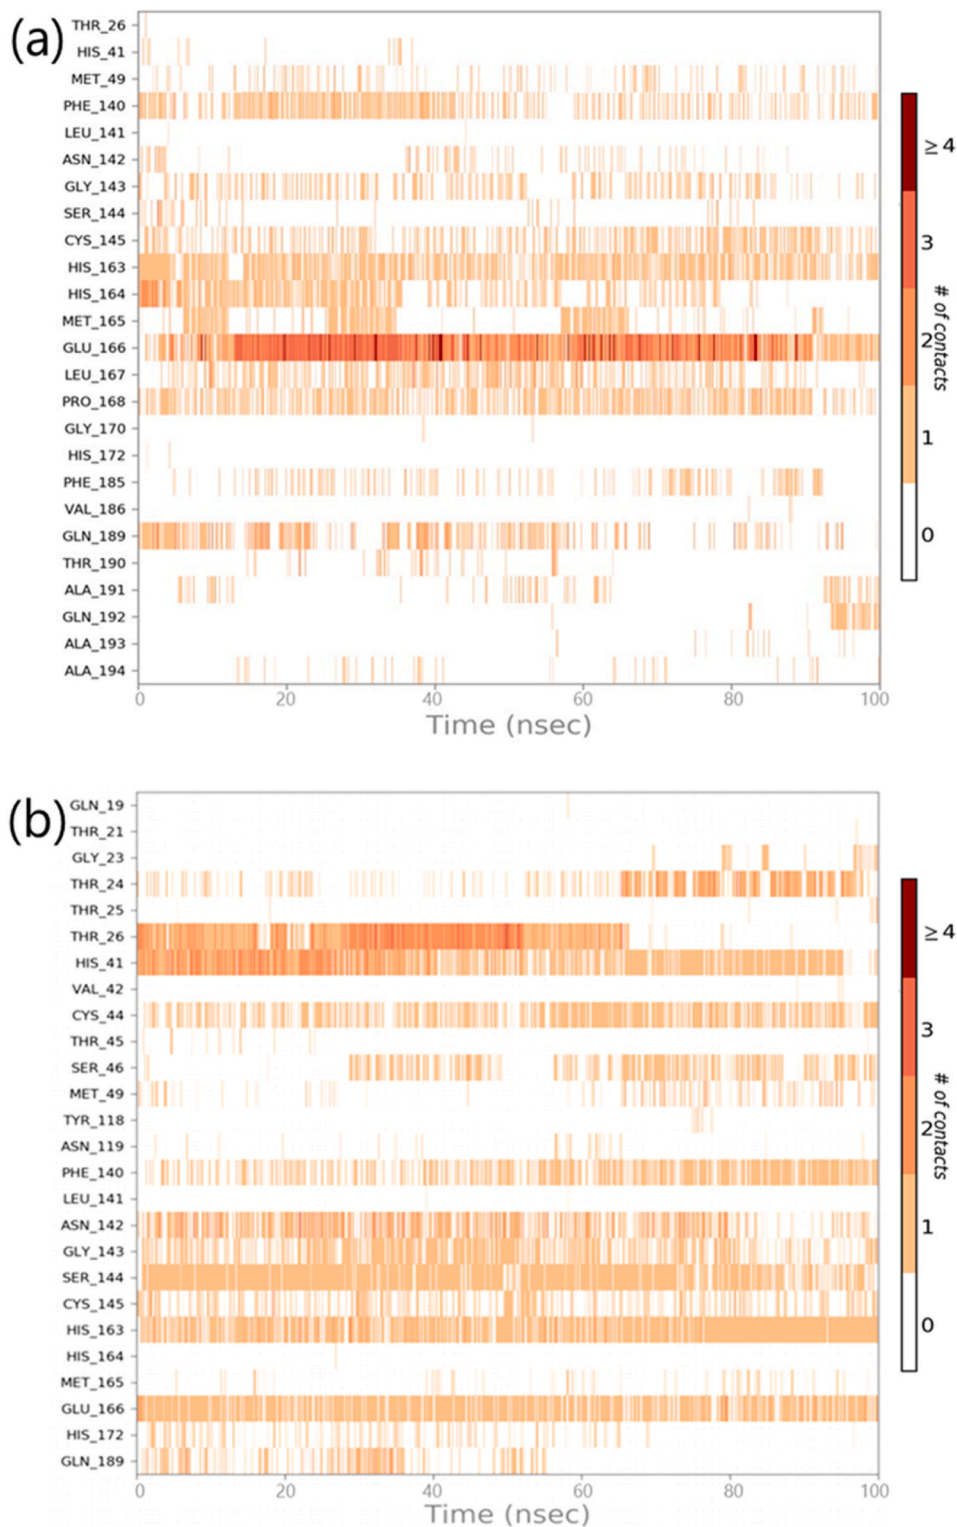 (a)
THR_26
HIS_41
MET_49
PHE_140
LEU_141
ASN_142
GLY_143
SER_144
CYS_145
HIS_163
HIS_164
MET_165
GLU_166
LEU_167
PRO_168
GLY_170
HIS_172
PHE_185
VAL_186
GLN_189
THR_190
ALA_191
GLN_192
ALA_193
ALA_194
0 20 40 60 80 100
Time (nsec)
≥4
3
2
1
0
# of contacts
(b)
GLN_19
THR_21
GLY_23
THR_24
THR_25
THR_26
HIS_41
VAL_42
CYS_44
THR_45
SER_46
MET_49
TYR_118
ASN_119
PHE_140
LEU_141
ASN_142
GLY_143
SER_144
CYS_145
HIS_163
HIS_164
MET_165
GLU_166
HIS_172
GLN_189
0 20 40 60 80 100
Time (nsec)
≥4
3
2
1
0
# of contacts